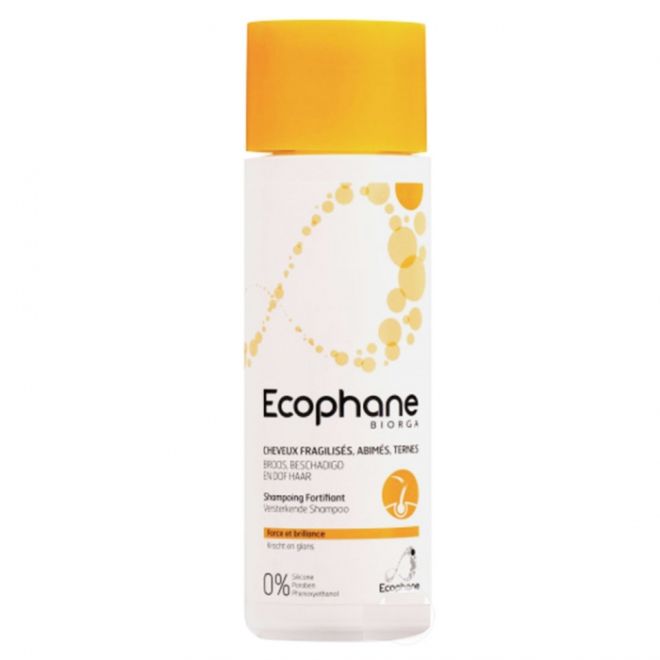 Ecophane
BIORGA
CHEVEUX FRAGILISÉS, ABIMÉS, TERNES
BROOS, BESCHADIGD
EN DOF HAAR
Shampoing Fortifiant
Versterkende Shampoo
Force et brillance
Kracht en glans
0% Silicone
Paraben
Phenoxyethanol
Ecophane